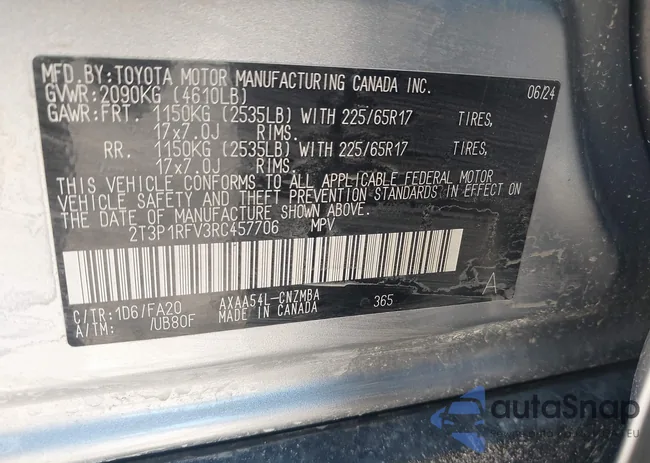 MFD.BY:TOYOTA MOTOR MANUFACTURING CANADA INC.
GVWR:2090KG (4610LB) 06/24
GAWR:FRT. 1150KG (2535LB) WITH 225/65R17 TIRES,
17x7.0J RIMS.
RR. 1150KG (2535LB) WITH 225/65R17 TIRES,
17x7.0J RIMS.
THIS VEHICLE CONFORMS TO ALL APPLICABLE FEDERAL MOTOR
VEHICLE SAFETY AND THEFT PREVENTION STANDARDS IN EFFECT ON
THE DATE OF MANUFACTURE SHOWN ABOVE.
2T3P1RFV3RC457706 MPV
C/TR:1D6/FA20 AXAA54L-CNZMBA 365 A
A/TM: /UB80F MADE IN CANADA
autoSnap